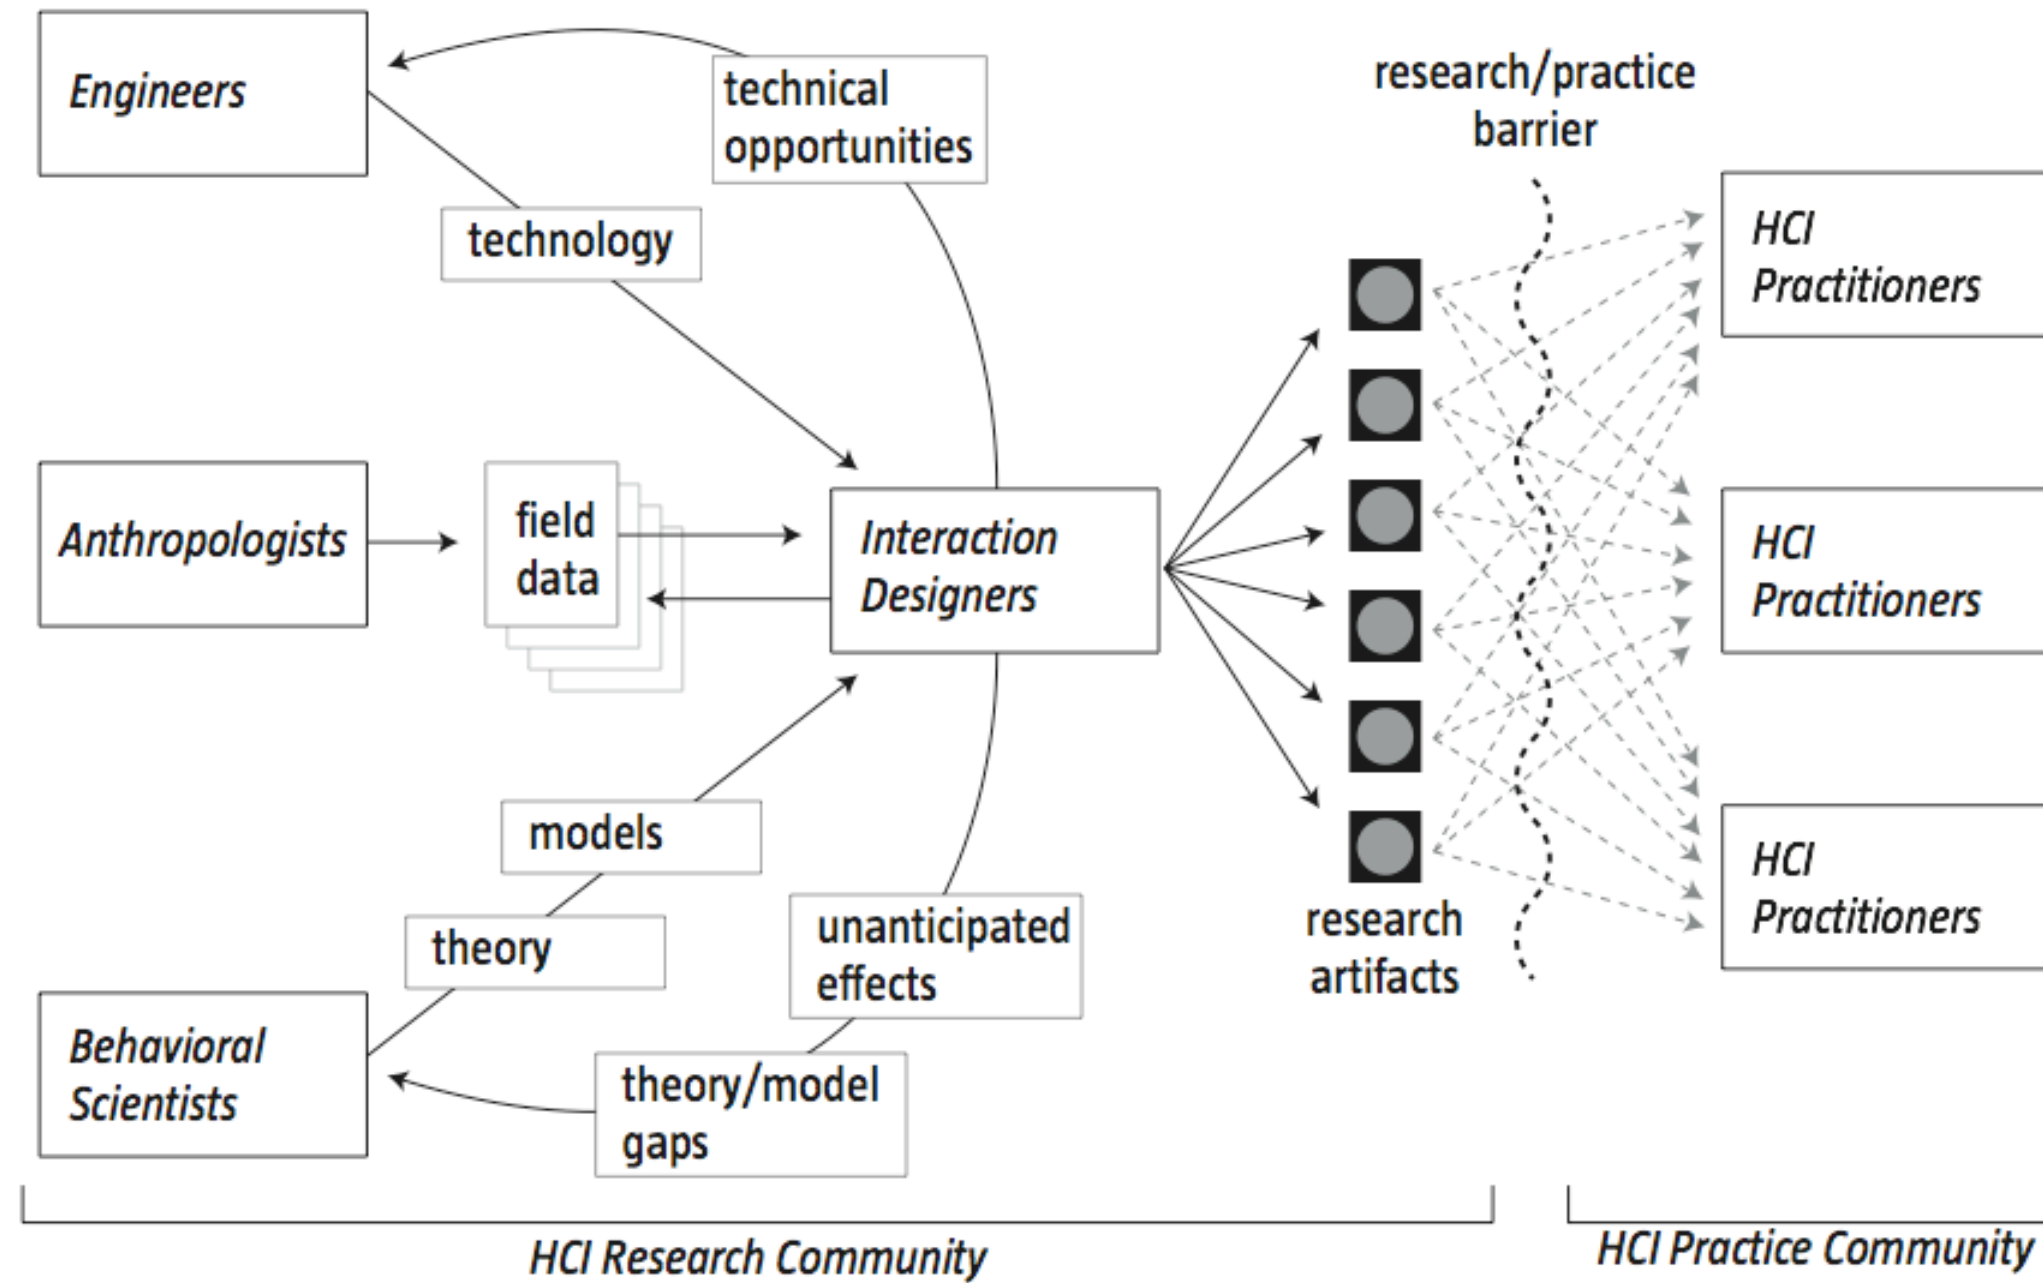 Engineers
technical
opportunities
technology
research/practice
barrier
HCI
Practitioners
Anthropologists
field
data
Interaction
Designers
HCI
Practitioners
models
theory
unanticipated
effects
research
artifacts
HCI
Practitioners
Behavioral
Scientists
theory/model
gaps
HCI Research Community
HCI Practice Community